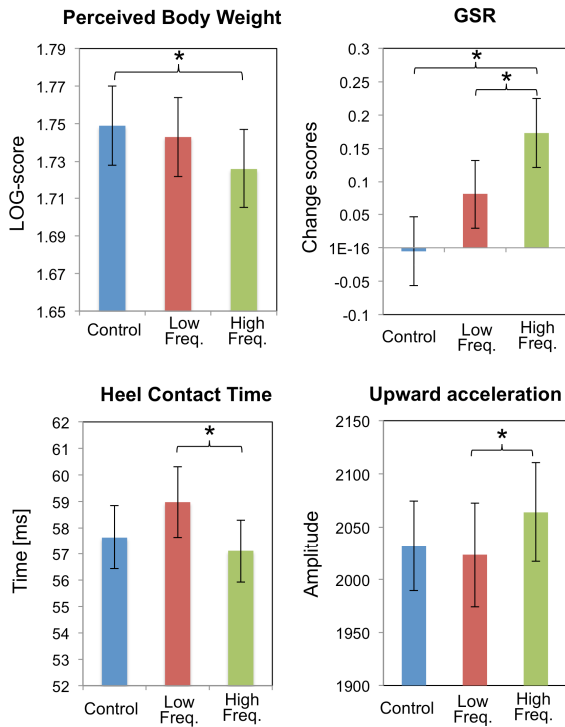 Perceived Body Weight
LOG-score
1.79
1.77
1.75
1.73
1.71
1.69
1.67
1.65
*
Control
Low
Freq.
High
Freq.
GSR
Change scores
0.3
0.25
0.2
0.15
0.1
0.05
1E-16
-0.05
-0.1
*
*
Control
Low
Freq.
High
Freq.
Heel Contact Time
Time [ms]
62
61
60
59
58
57
56
55
54
53
52
*
Control
Low
Freq.
High
Freq.
Upward acceleration
Amplitude
2150
2100
2050
2000
1950
1900
*
Control
Low
Freq.
High
Freq.